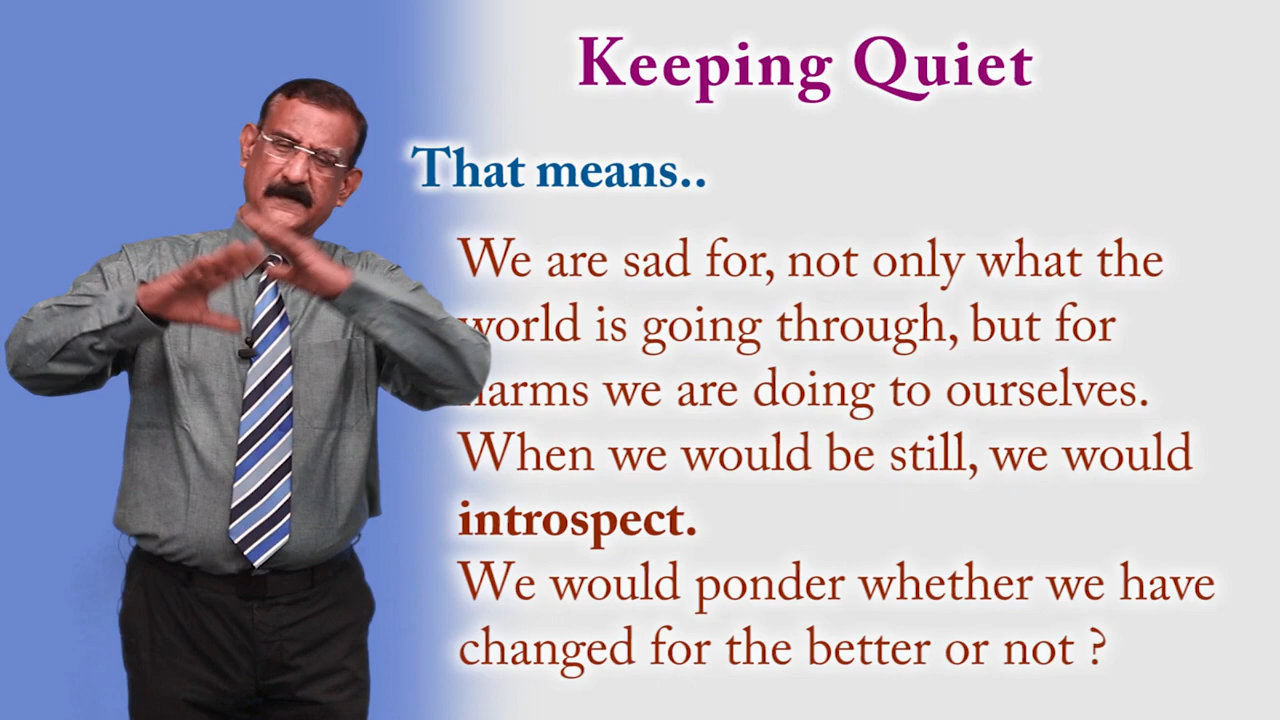 Keeping Quiet
That means..
We are sad for, not only what the
world is going through, but for
harms we are doing to ourselves.
When we would be still, we would
introspect.
We would ponder whether we have
changed for the better or not ?